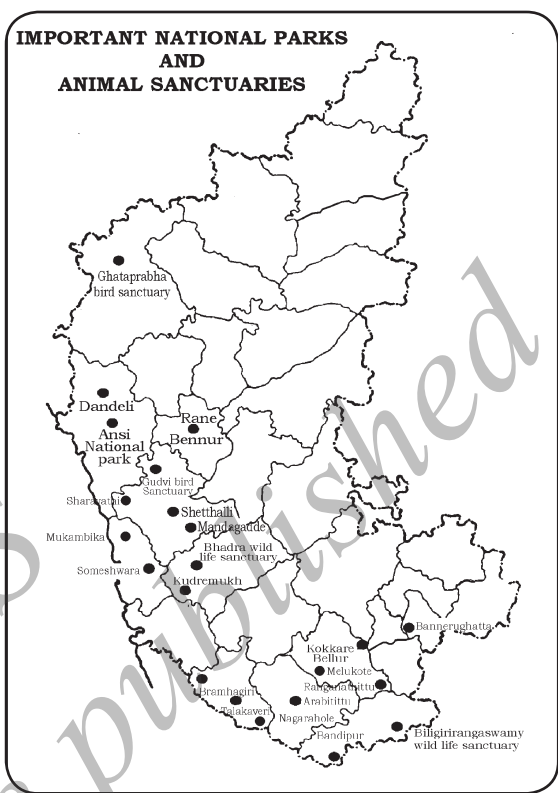 IMPORTANT NATIONAL PARKS
AND
ANIMAL SANCTUARIES
Ghataprabha
bird sanctuary
Dandeli
Ansi
National
park
Rane
Bennur
Gudvi bird
Sanctuary
Sharavathi
Shetthalli
Mandagadde
Mukambika
Bhadra wild
life sanctuary
Someshwara
Kudremukh
Bannerughatta
Kokkare
Bellur
Melukote
Ranganathittu
Bramhagiri
Arabitittu
Talakaveri
Nagarahole
Bandipur
Biligirirangaswamy
wild life sanctuary
published